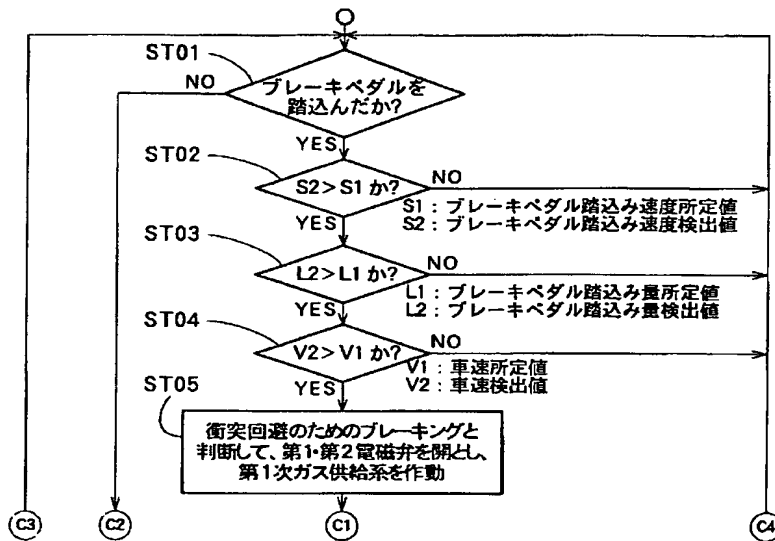 ST01
NO
ブレーキペダルを
踏込んだか?
YES
ST02
S2>S1 か?
NO
S1 : ブレーキペダル踏込み速度所定値
S2 : ブレーキペダル踏込み速度検出値
YES
ST03
L2>L1 か?
NO
L1 : ブレーキペダル踏込み量所定値
L2 : ブレーキペダル踏込み量検出値
YES
ST04
V2>V1 か?
NO
V1 : 車速所定値
V2 : 車速検出値
YES
ST05
衝突回避のためのブレーキングと
判断して、第1・第2電磁弁を開とし、
第1次ガス供給系を作動
C3
C2
C1
C4